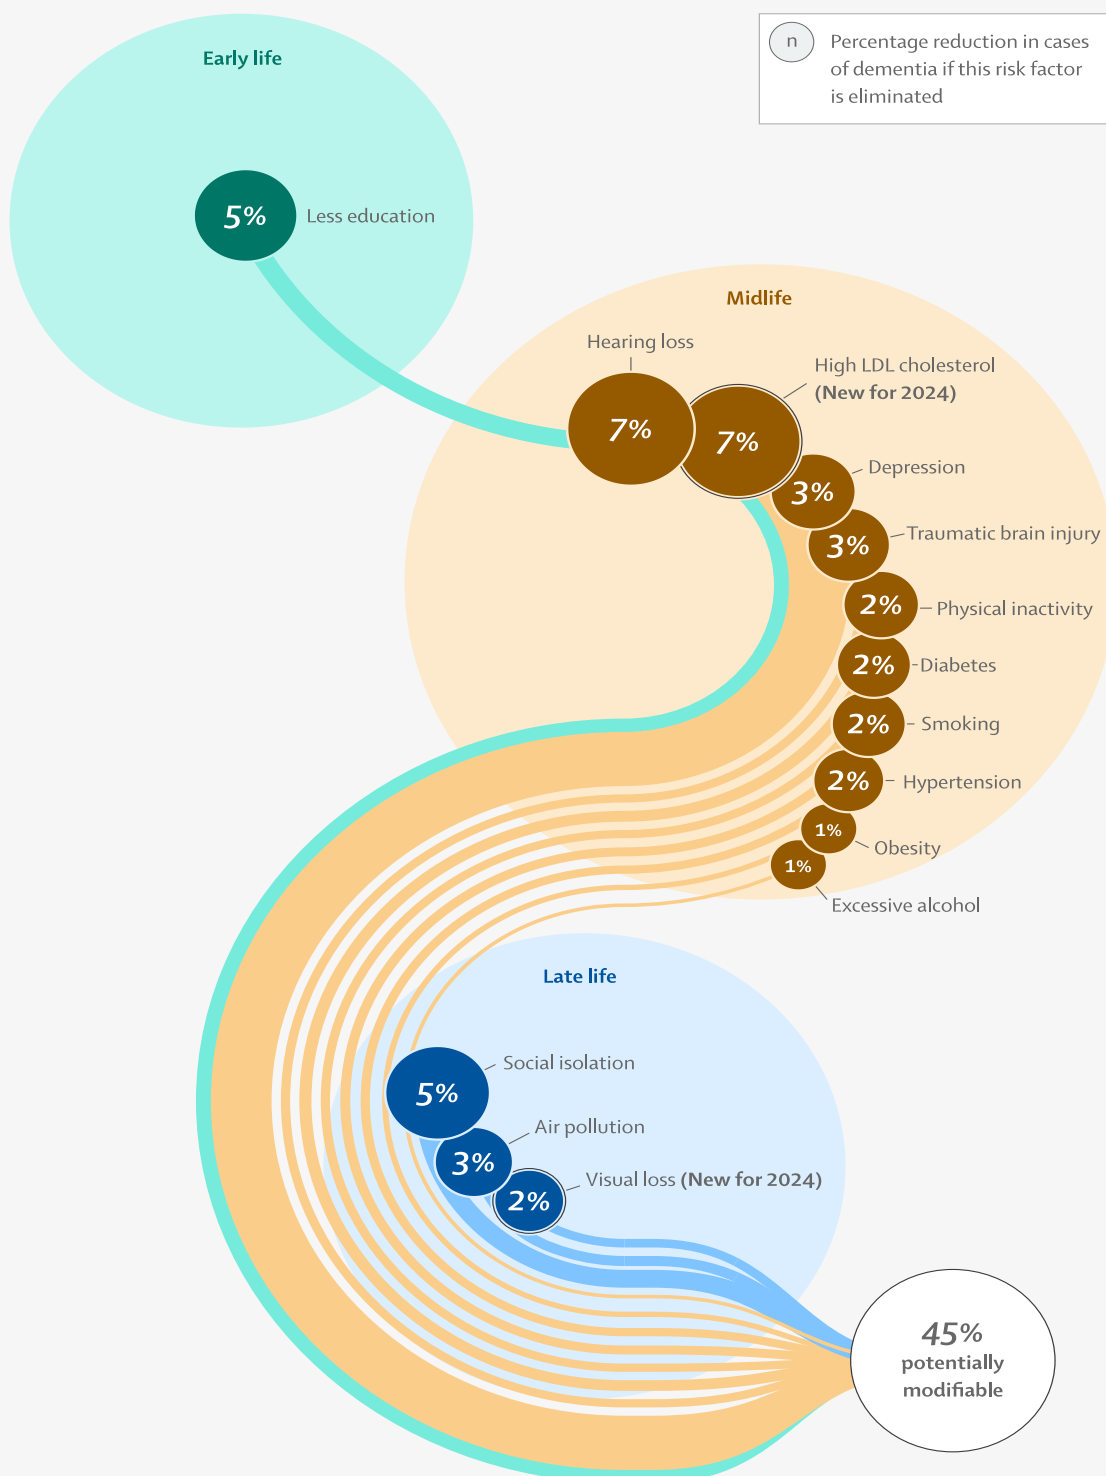 n
Percentage reduction in cases
of dementia if this risk factor
is eliminated
Early life
5%
Less education
Midlife
Hearing loss
7%
High LDL cholesterol
(New for 2024)
7%
Depression
3%
Traumatic brain injury
3%
Physical inactivity
2%
Diabetes
2%
Smoking
2%
Hypertension
2%
Obesity
1%
Excessive alcohol
1%
Late life
Social isolation
5%
Air pollution
3%
Visual loss (New for 2024)
2%
45%
potentially
modifiable